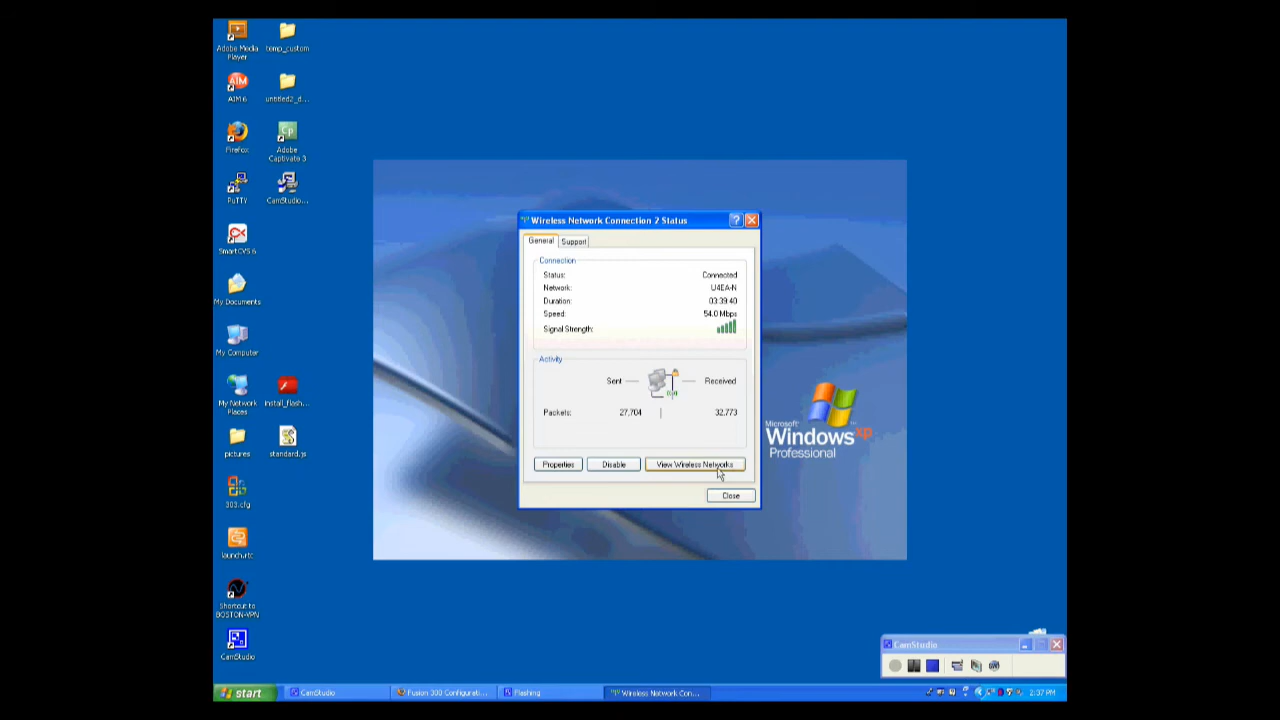 Adobe Media
Player
temp_custom
AIM 6
untitled2_d...
Firefox
Adobe
Captivate 3
PuTTY
CamStudio...
SmartCVS 6
My Documents
My Computer
My Network
Places
install_flash...
pictures
standard.js
303.cfg
launch.rtc
Shortcut to
BOSTON-VPN
CamStudio
Wireless Network Connection 2 Status
General
Support
Connection
Status: Connected
Network: U4EA-N
Duration: 03:39:40
Speed: 54.0 Mbps
Signal Strength:
Activity
Sent
Received
Packets: 27,704 32,773
Properties
Disable
View Wireless Networks
Close
Microsoft
Windows xp
Professional
CamStudio
start
CamStudio
Fusion 300 Configurati...
Flashing
Wireless Network Con...
2:37 PM